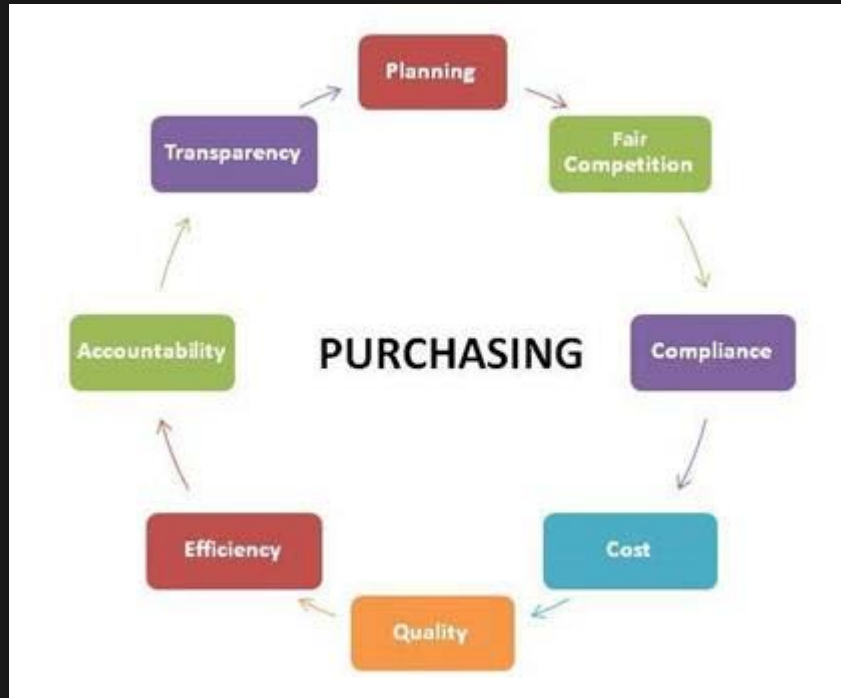 Planning
Fair
Competition
Compliance
Cost
Quality
Efficiency
Accountability
Transparency
PURCHASING